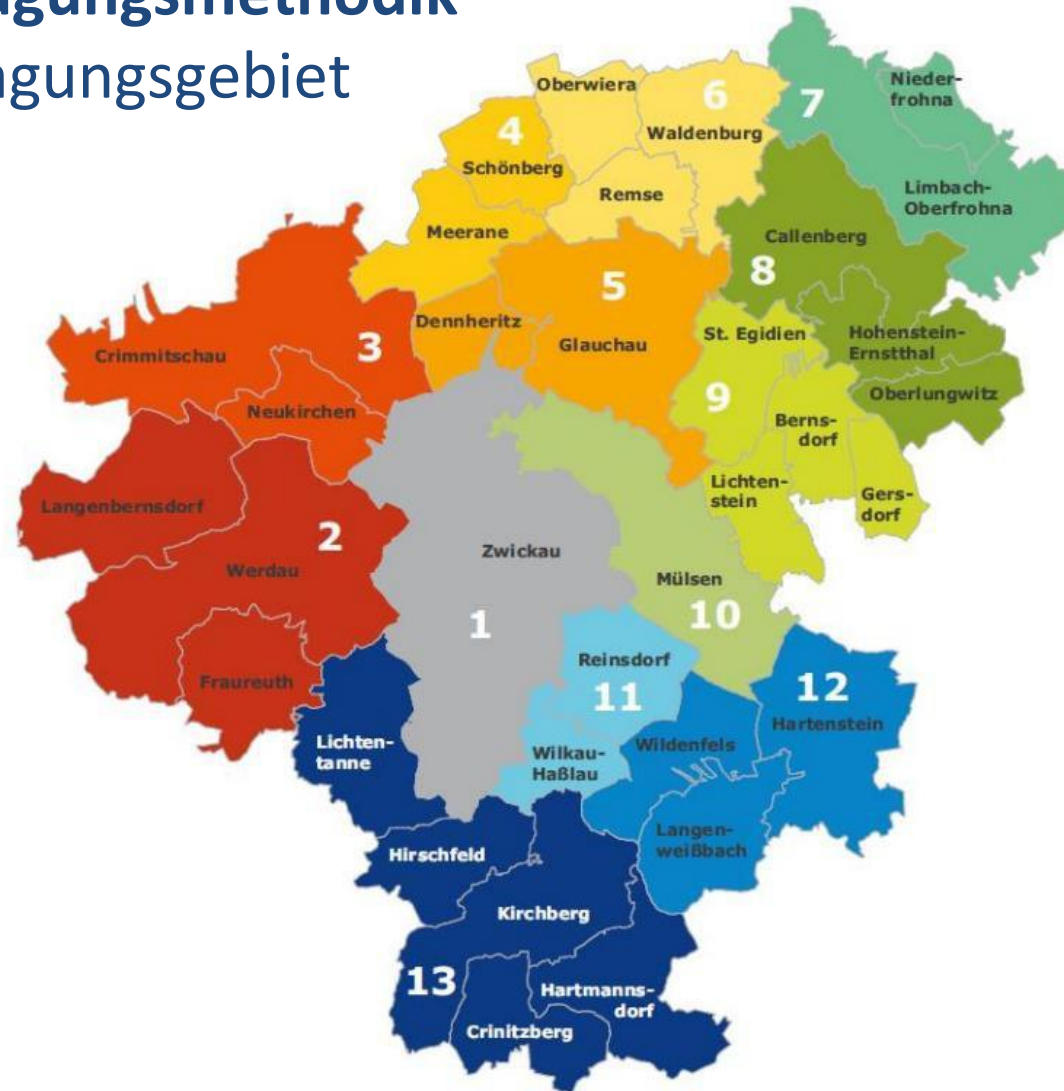 agungsmethodik
agungsgebiet
Oberwiera
6
Waldenburg
7
Nieder-
frohna
4
Schönberg
Remse
Limbach-
Oberfrohna
Meerane
Callenberg
8
5
Dennheritz
Glauchau
St. Egidien
Hohenstein-
Ernstthal
Crimmitschau
3
Neukirchen
9
Oberlungwitz
Berns-
dorf
Lichten-
stein
Gers-
dorf
Langenbernsdorf
2
Werdau
Zwickau
1
Mülsen
10
Fraureuth
Reinsdorf
11
12
Hartenstein
Lichten-
tanne
Wilkau-
Haßlau
Wildenfels
Langen-
weißbach
Hirschfeld
Kirchberg
13
Hartmanns-
dorf
Crinitzberg